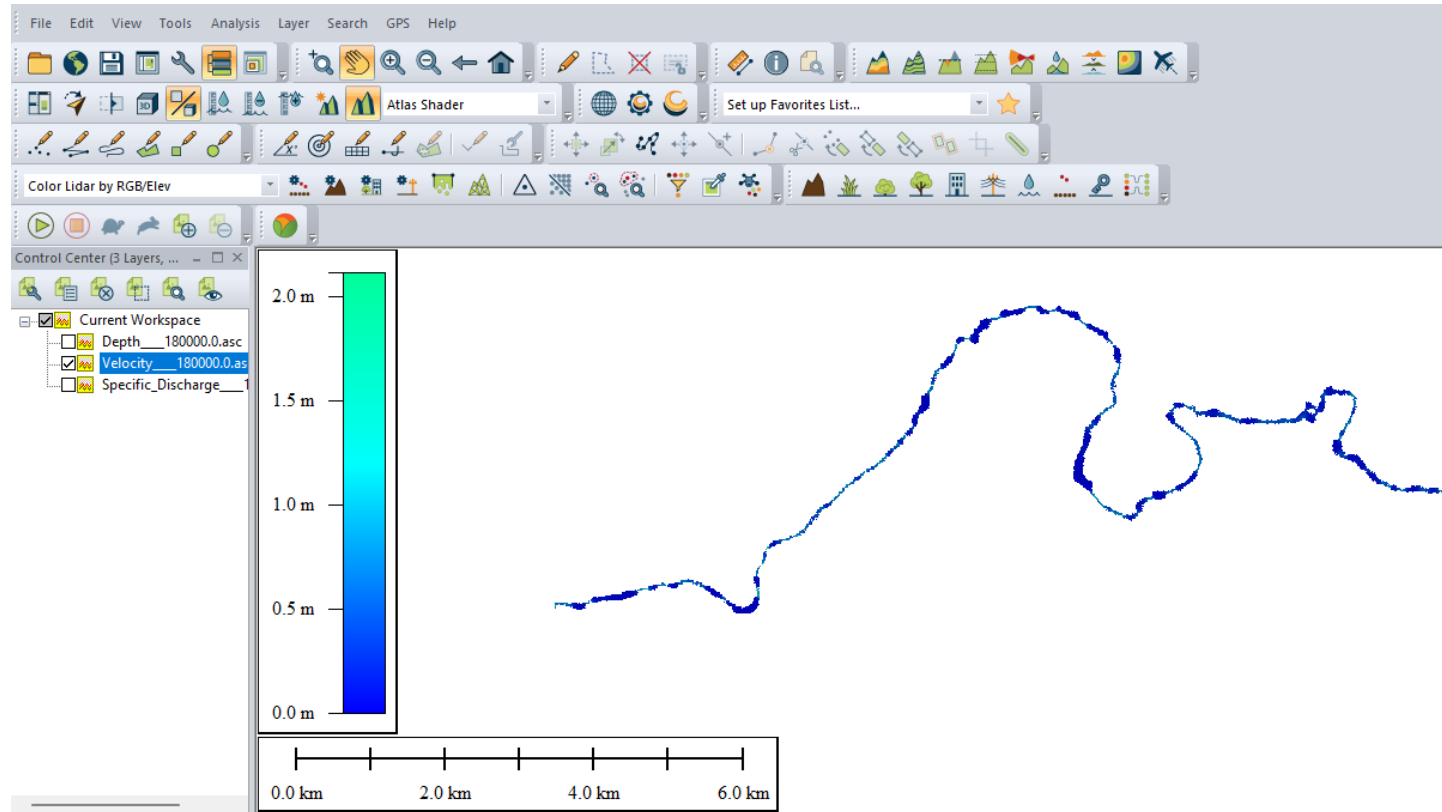 File Edit View Tools Analysis Layer Search GPS Help
3D
Atlas Shader
Set up Favorites List...
Color Lidar by RGB/Elev
Control Center (3 Layers, ...
Current Workspace
Depth___180000.0.asc
Velocity___180000.0.as
Specific_Discharge___1
2.0 m
1.5 m
1.0 m
0.5 m
0.0 m
0.0 km 2.0 km 4.0 km 6.0 km